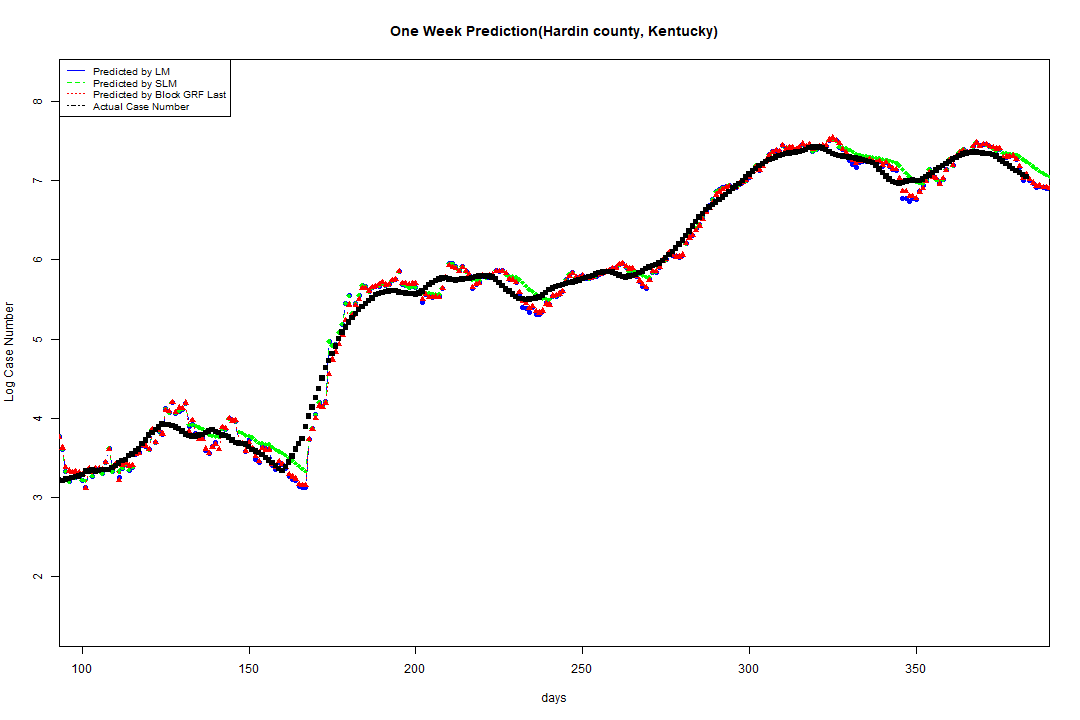 One Week Prediction(Hardin county, Kentucky)
Predicted by LM
Predicted by SLM
Predicted by Block GRF Last
Actual Case Number
8
7
6
5
4
3
2
Log Case Number
100 150 200 250 300 350
days